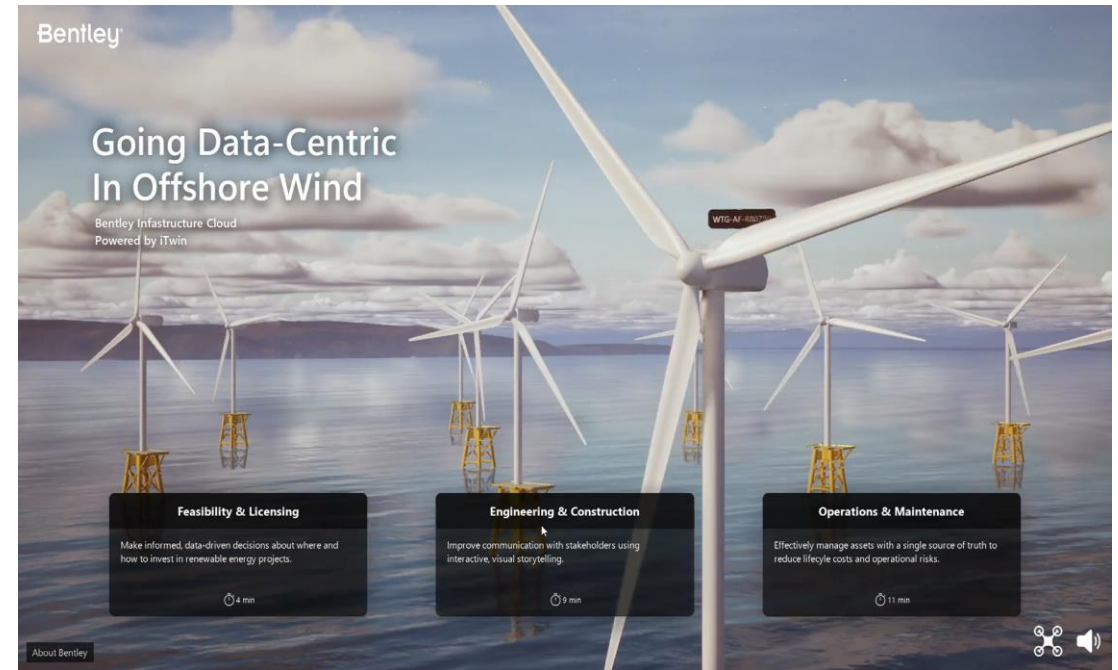 Bentley
Going Data-Centric
In Offshore Wind
Bentley Infastructure Cloud
Powered by iTwin
Feasibility & Licensing
Make informed, data-driven decisions about where and
how to invest in renewable energy projects.
4 min
Engineering & Construction
Improve communication with stakeholders using
interactive, visual storytelling.
9 min
Operations & Maintenance
Effectively manage assets with a single source of truth to
reduce lifecyle costs and operational risks.
11 min
About Bentley